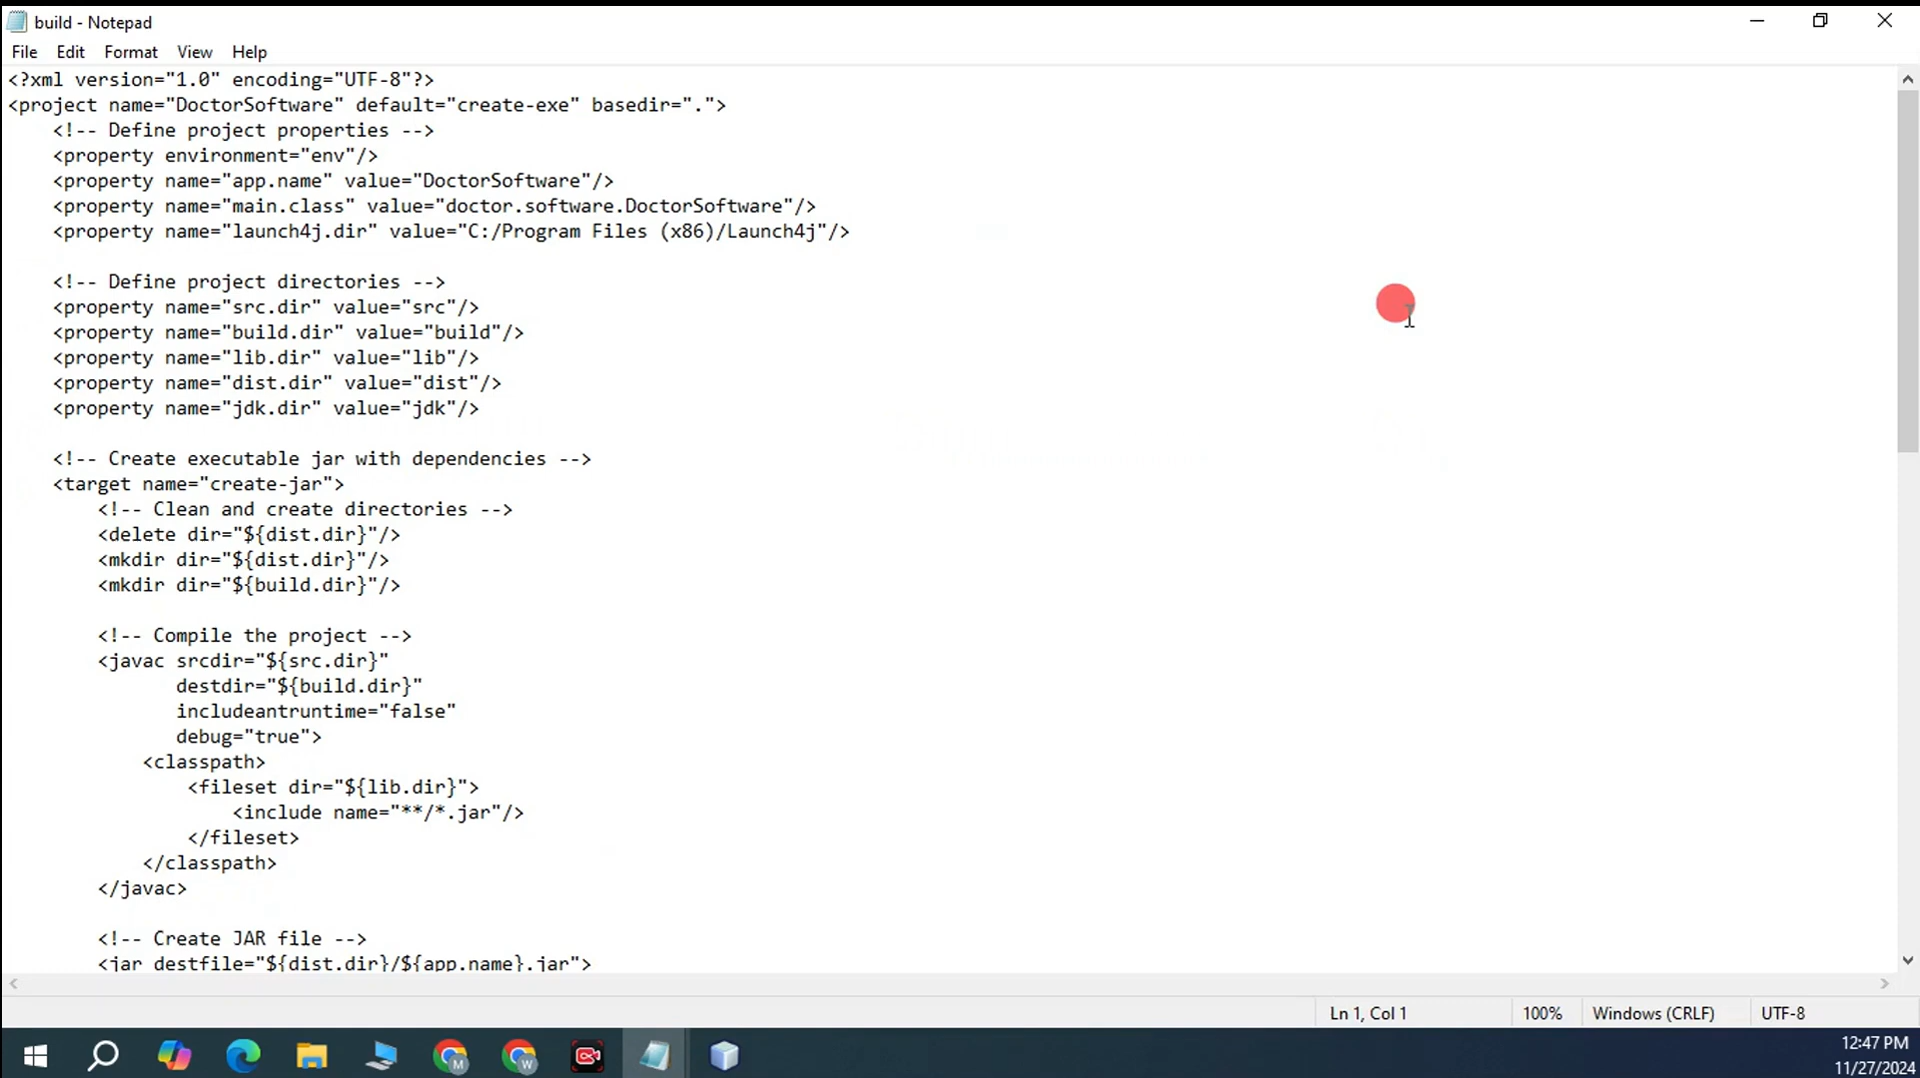 build - Notepad
File Edit Format View Help
<?xml version="1.0" encoding="UTF-8"?>
<project name="DoctorSoftware" default="create-exe" basedir=".">
    <!-- Define project properties -->
    <property environment="env"/>
    <property name="app.name" value="DoctorSoftware"/>
    <property name="main.class" value="doctor.software.DoctorSoftware"/>
    <property name="launch4j.dir" value="C:/Program Files (x86)/Launch4j"/>
    <!-- Define project directories -->
    <property name="src.dir" value="src"/>
    <property name="build.dir" value="build"/>
    <property name="lib.dir" value="lib"/>
    <property name="dist.dir" value="dist"/>
    <property name="jdk.dir" value="jdk"/>
    <!-- Create executable jar with dependencies -->
    <target name="create-jar">
        <!-- Clean and create directories -->
        <delete dir="${dist.dir}"/>
        <mkdir dir="${dist.dir}"/>
        <mkdir dir="${build.dir}"/>
        <!-- Compile the project -->
        <javac srcdir="${src.dir}"
               destdir="${build.dir}"
               includeantruntime="false"
               debug="true">
            <classpath>
                <fileset dir="${lib.dir}">
                    <include name="**/*.jar"/>
                </fileset>
            </classpath>
        </javac>
        <!-- Create JAR file -->
        <jar destfile="${dist.dir}/${app.name}.jar">
Ln 1, Col 1 100% Windows (CRLF) UTF-8
M W
12:47 PM
11/27/2024